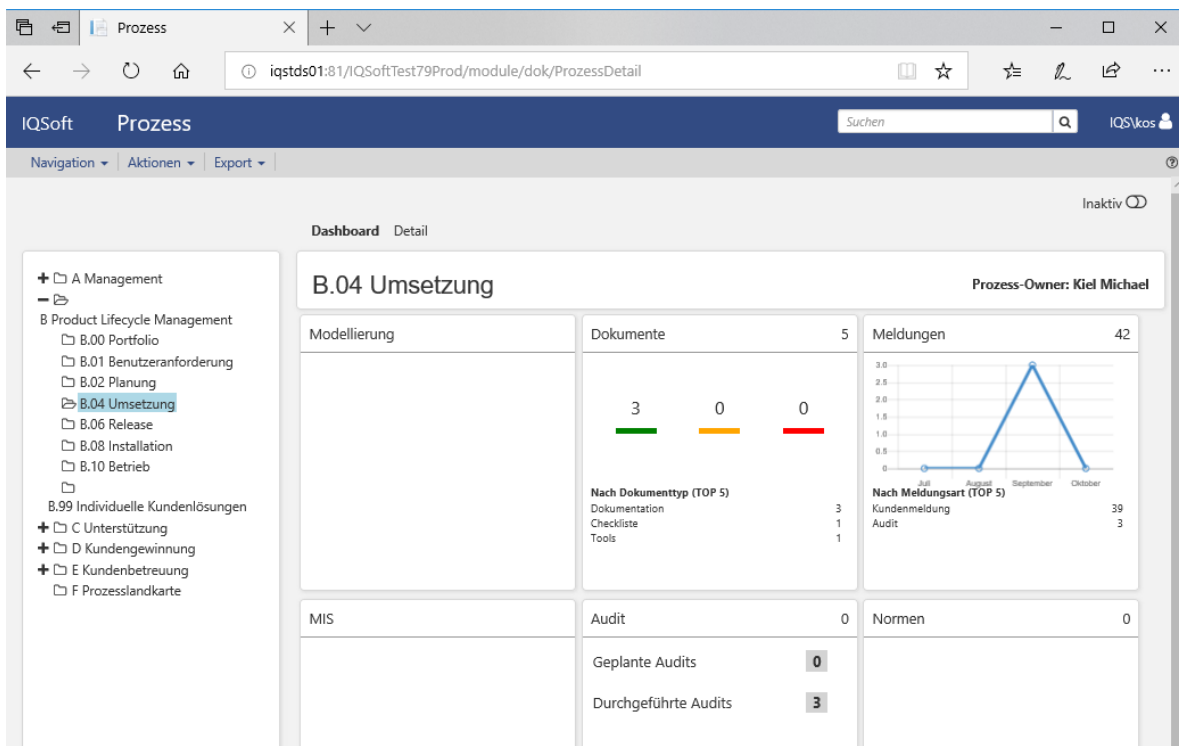 Prozess
iqstds01:81/IQSoftTest79Prod/module/dok/ProzessDetail
IQSoft Prozess Suchen IQS\kos
Navigation Aktionen Export
Inaktiv
Dashboard Detail
A Management
B Product Lifecycle Management
B.00 Portfolio
B.01 Benutzeranforderung
B.02 Planung
B.04 Umsetzung
B.06 Release
B.08 Installation
B.10 Betrieb
B.99 Individuelle Kundenlösungen
C Unterstützung
D Kundengewinnung
E Kundenbetreuung
F Prozesslandkarte
B.04 Umsetzung Prozess-Owner: Kiel Michael
Modellierung
Dokumente 5
3 0 0
Nach Dokumenttyp (TOP 5)
Dokumentation 3
Checkliste 1
Tools 1
Meldungen 42
3.0
2.5
2.0
1.5
1.0
0.5
0
Juli August September Oktober
Nach Meldungsart (TOP 5)
Kundenmeldung 39
Audit 3
MIS
Audit 0
Geplante Audits 0
Durchgeführte Audits 3
Normen 0